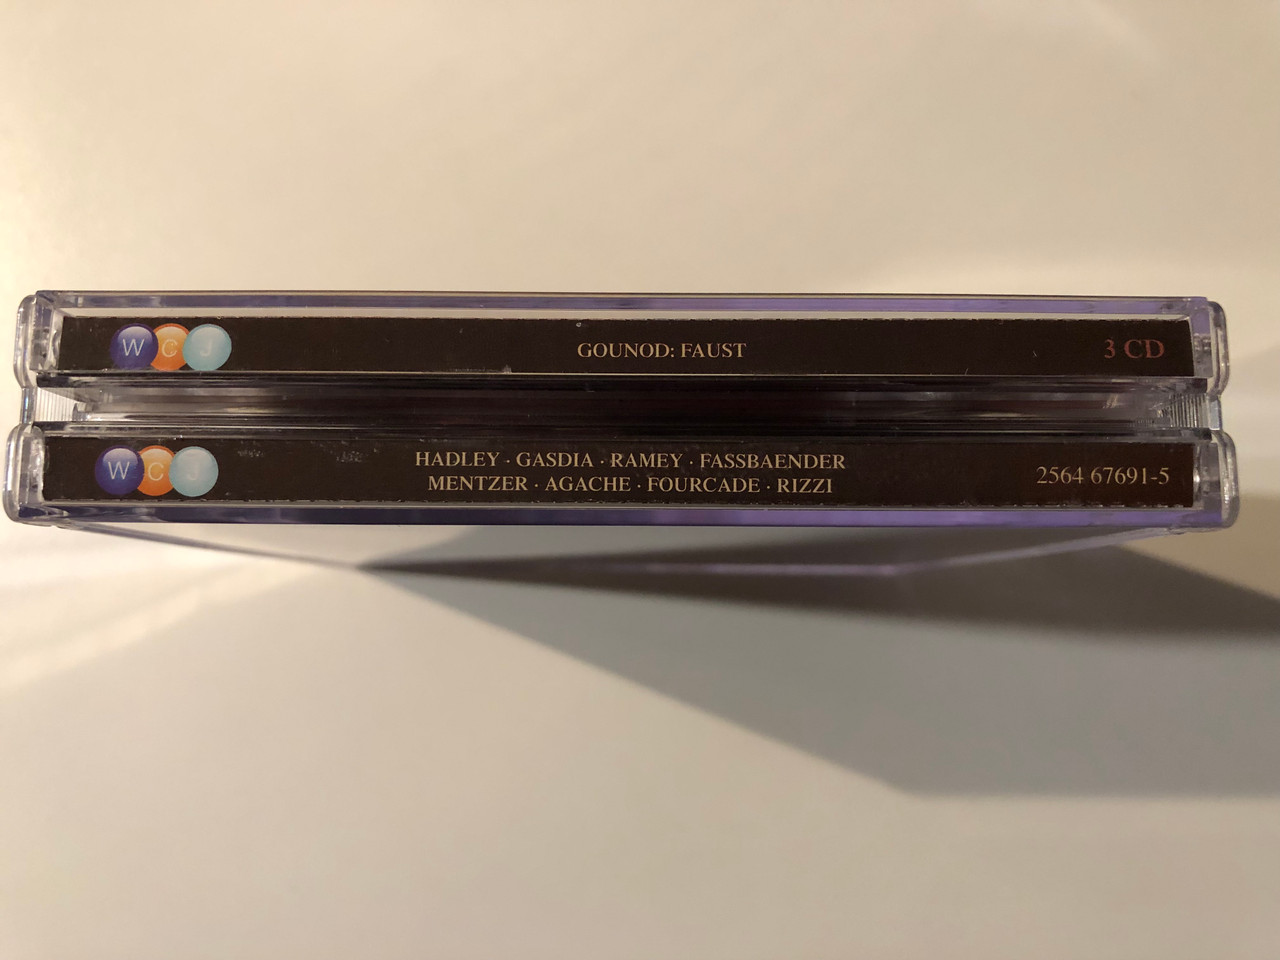 WCJ
GOUNOD: FAUST
3 CD
WCJ
HADLEY · GASDIA · RAMEY · FASSBAENDER
MENTZER · AGACHE · FOURCADE · RIZZI
2564 67691-5